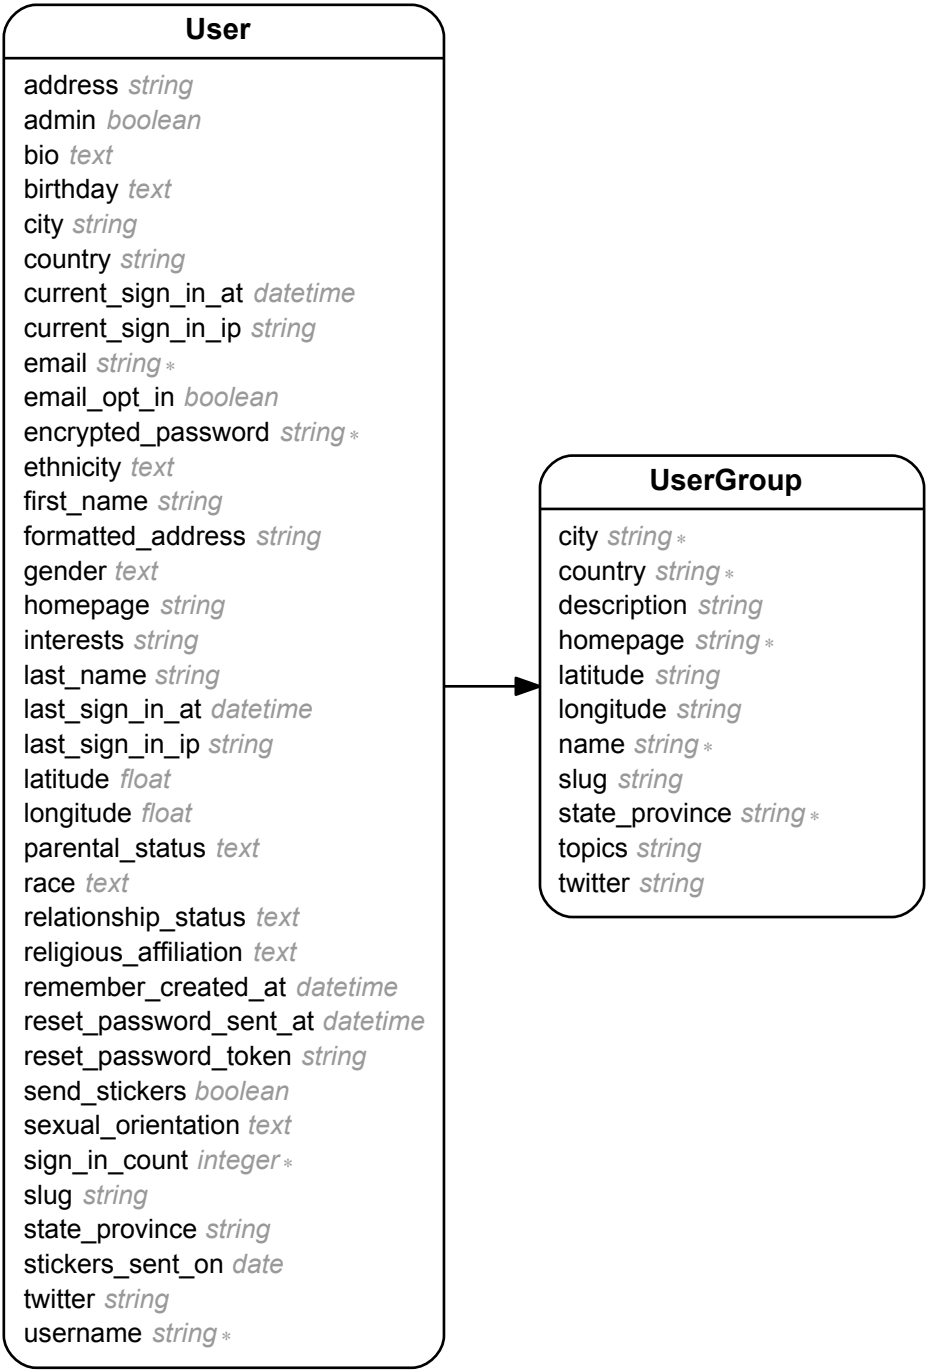 User
address string
admin boolean
bio text
birthday text
city string
country string
current_sign_in_at datetime
current_sign_in_ip string
email string *
email_opt_in boolean
encrypted_password string *
ethnicity text
first_name string
formatted_address string
gender text
homepage string
interests string
last_name string
last_sign_in_at datetime
last_sign_in_ip string
latitude float
longitude float
parental_status text
race text
relationship_status text
religious_affiliation text
remember_created_at datetime
reset_password_sent_at datetime
reset_password_token string
send_stickers boolean
sexual_orientation text
sign_in_count integer *
slug string
state_province string
stickers_sent_on date
twitter string
username string *
UserGroup
city string *
country string *
description string
homepage string *
latitude string
longitude string
name string *
slug string
state_province string *
topics string
twitter string